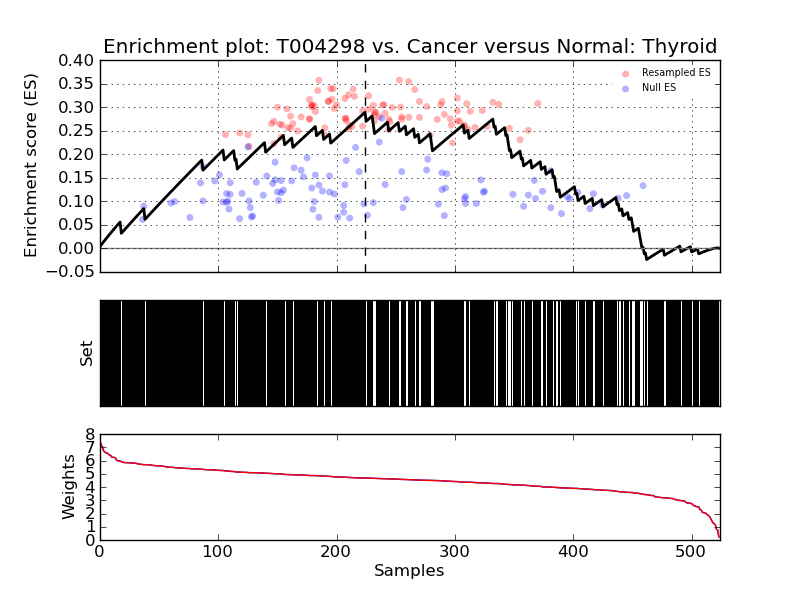 Enrichment plot: T004298 vs. Cancer versus Normal: Thyroid
Enrichment score (ES)
0.40
0.35
0.30
0.25
0.20
0.15
0.10
0.05
0.00
−0.05
Resampled ES
Null ES
Set
Weights
8
7
6
5
4
3
2
1
0
0 100 200 300 400 500
Samples